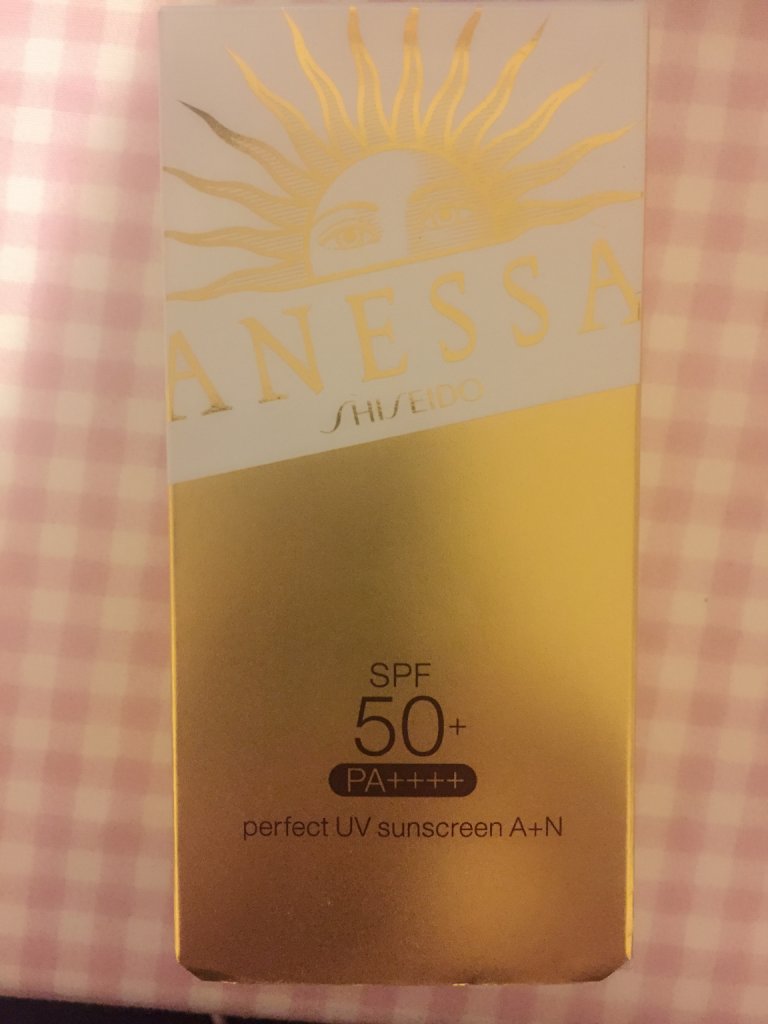 ANESSA
SHISEIDO
SPF
50+
PA++++
perfect UV sunscreen A+N